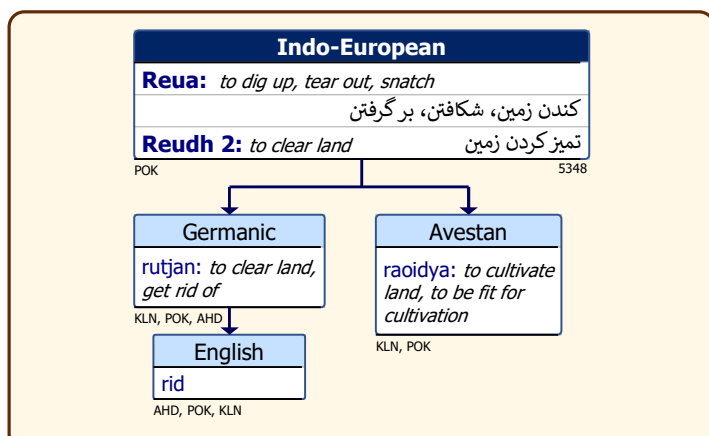 Indo-European
Reua: to dig up, tear out, snatch
کندن زمین، شکافتن، بر گرفتن
Reudh 2: to clear land تمیز کردن زمین
POK 5348
Germanic
rutjan: to clear land,
get rid of
KLN, POK, AHD
Avestan
raoidya: to cultivate
land, to be fit for
cultivation
KLN, POK
English
rid
AHD, POK, KLN